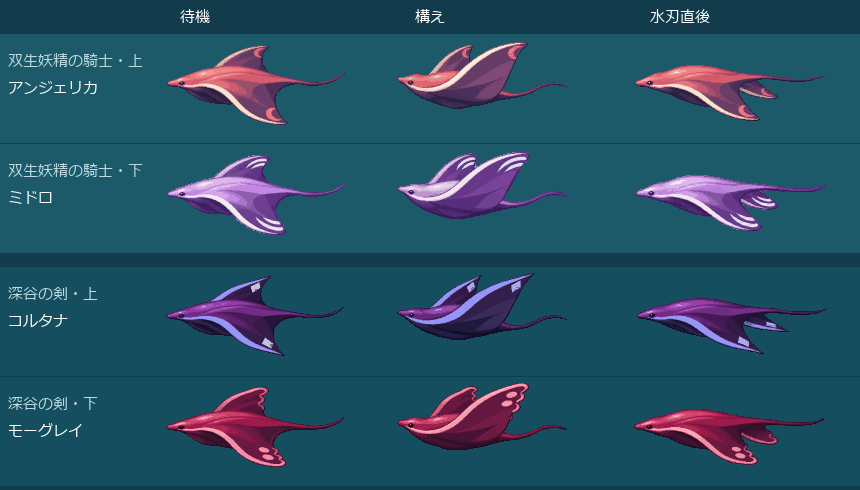 待機
構え
水刃直後
双生妖精の騎士・上
アンジェリカ
双生妖精の騎士・下
ミドロ
深谷の剣・上
コルタナ
深谷の剣・下
モーグレイ